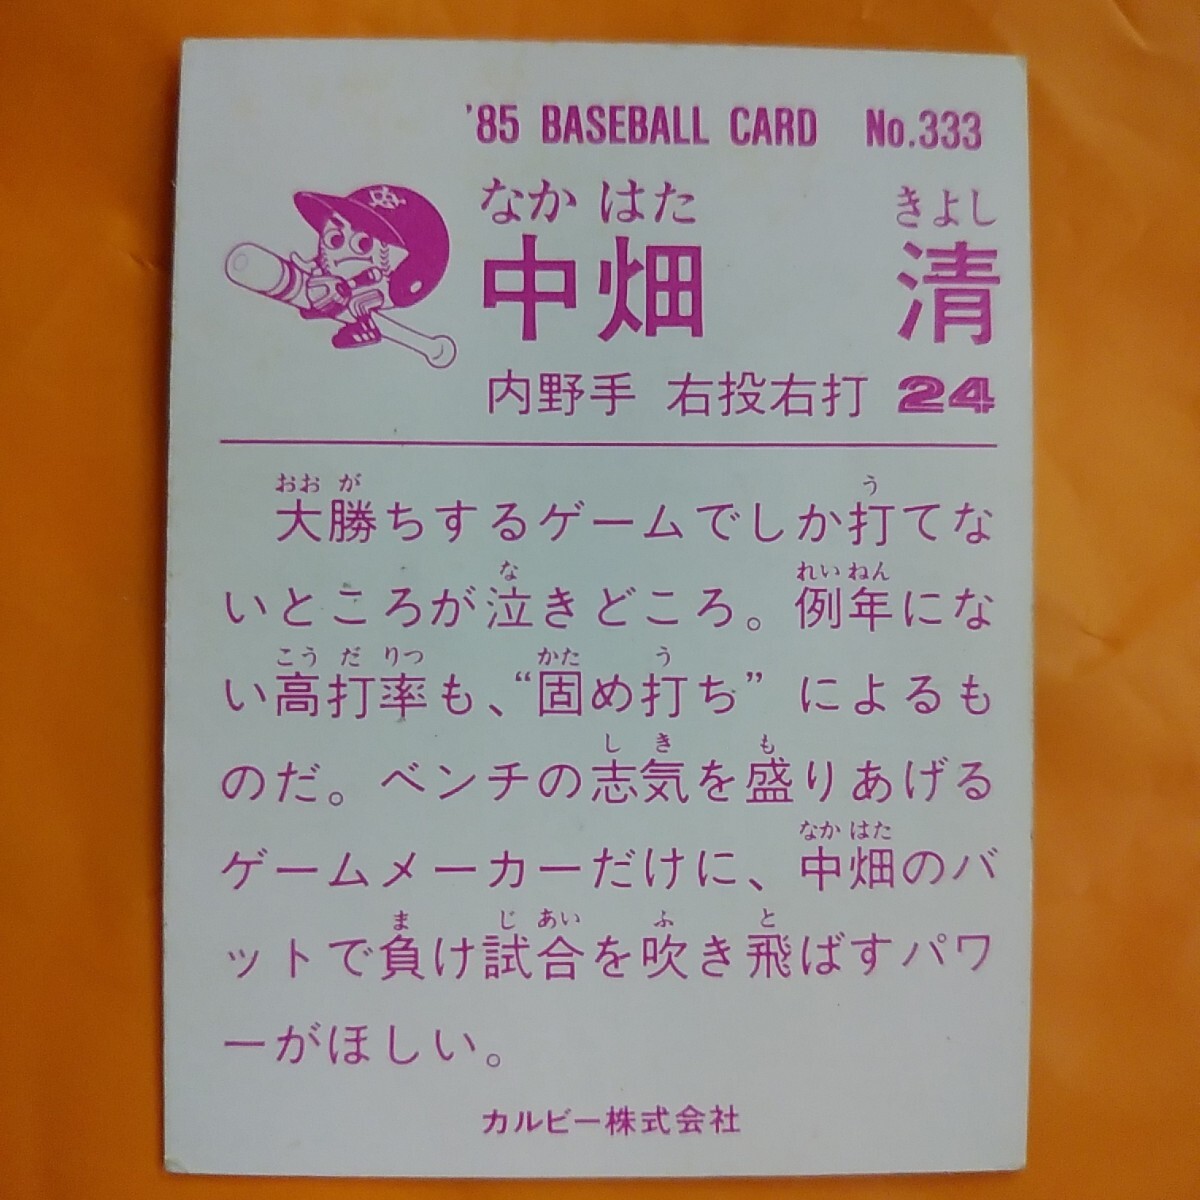 '85 BASEBALL CARD No.333
なか はた きよし
中畑 清
内野手 右投右打 24
おお が う
大勝ちするゲームでしか打てな
な れい ねん
いところが泣きどころ。例年にな
こう だ りつ かた う
い高打率も、“固め打ち”によるも
し き も
のだ。ベンチの志気を盛りあげる
なか はた
ゲームメーカーだけに、中畑のバ
ま じ あい ふ と
ットで負け試合を吹き飛ばすパワ
ーがほしい。
カルビー株式会社